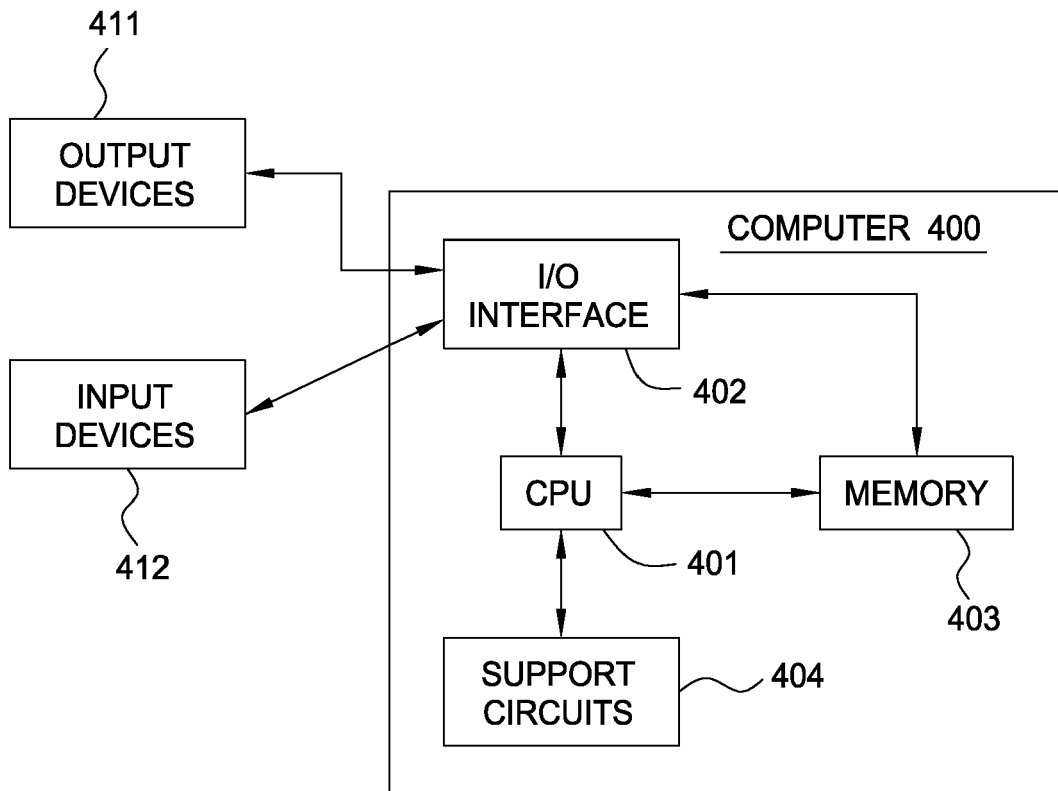 411
OUTPUT
DEVICES
COMPUTER 400
I/O
INTERFACE
402
INPUT
DEVICES
412
CPU
401
MEMORY
403
SUPPORT
CIRCUITS
404